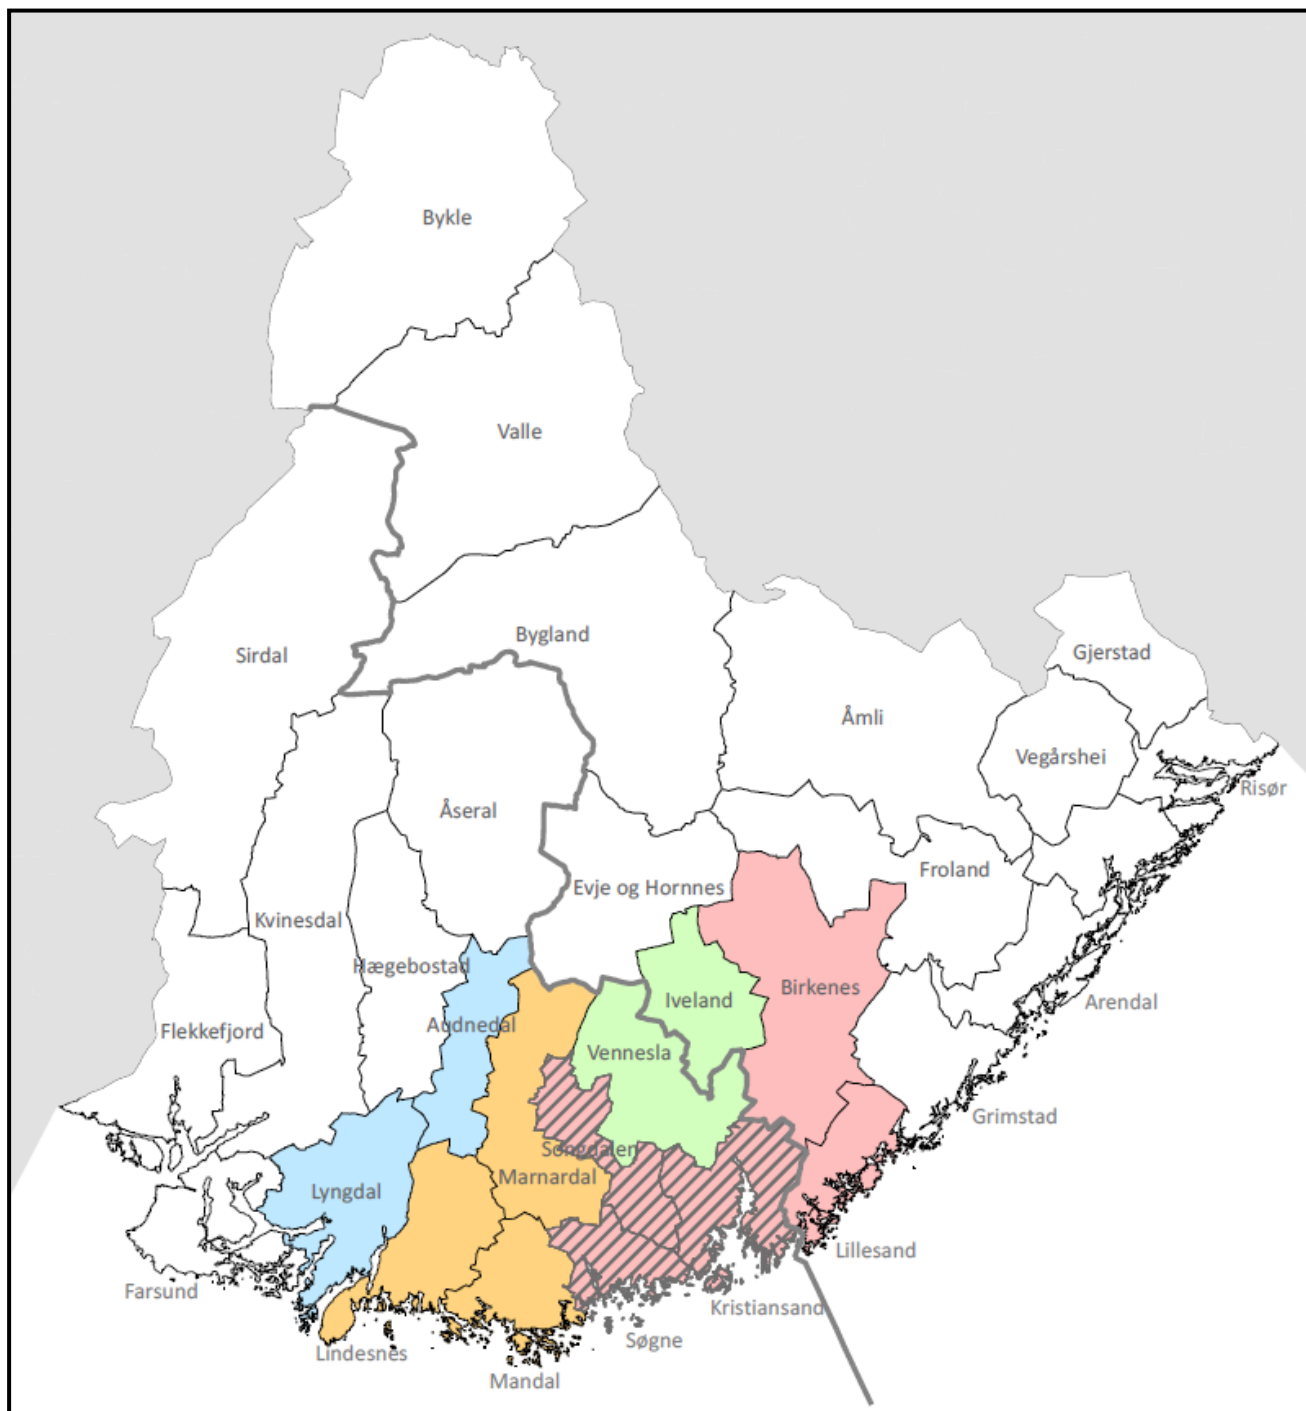 Bykle
Valle
Bygland
Sirdal
Gjerstad
Åmli
Vegårshei
Risør
Åseral
Froland
Evje og Hornnes
Kvinesdal
Hægebostad
Birkenes
Iveland
Arendal
Audnedal
Flekkefjord
Vennesla
Grimstad
Songdalen
Marnardal
Lyngdal
Lillesand
Farsund
Kristiansand
Søgne
Lindesnes
Mandal